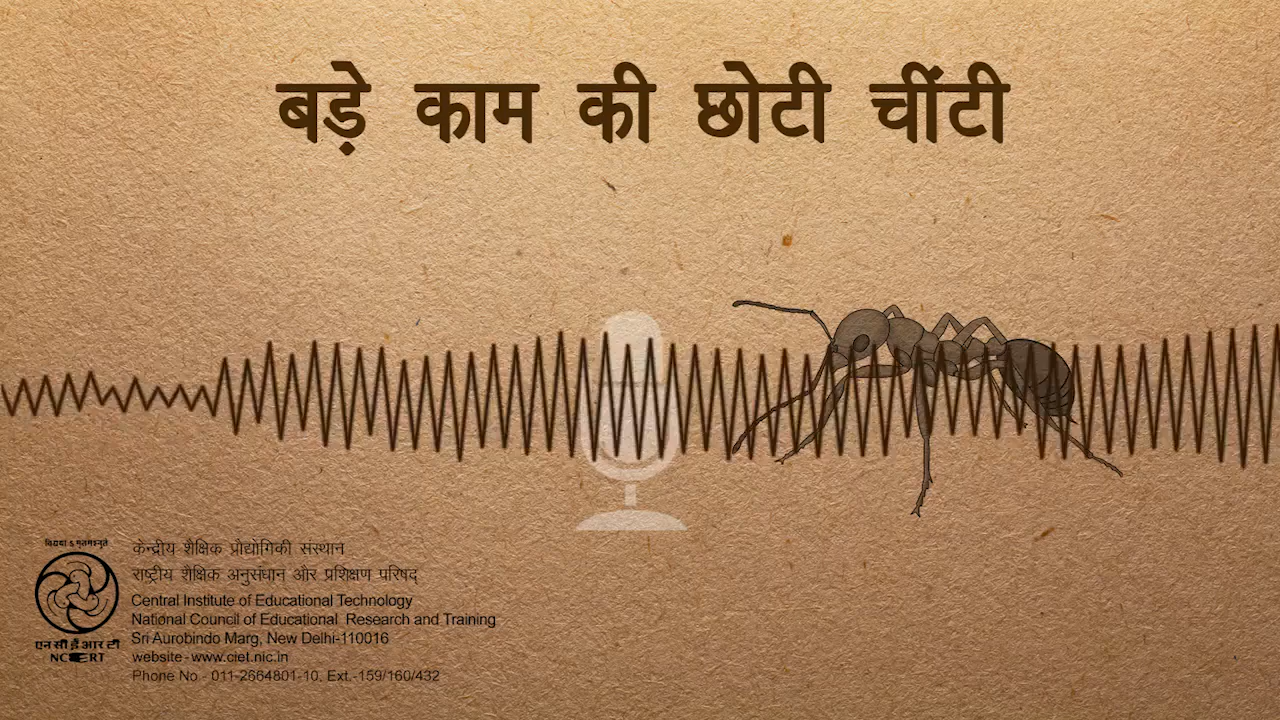 बड़े काम की छोटी चींटी
विद्यया ऽ मृतमश्नुते
एन सी ई आर टी
NCERT
केन्द्रीय शैक्षिक प्रौद्योगिकी संस्थान
राष्ट्रीय शैक्षिक अनुसंधान और प्रशिक्षण परिषद्
Central Institute of Educational Technology
National Council of Educational Research and Training
Sri Aurobindo Marg, New Delhi-110016
website - www.ciet.nic.in
Phone No - 011-2664801-10, Ext.-159/160/432